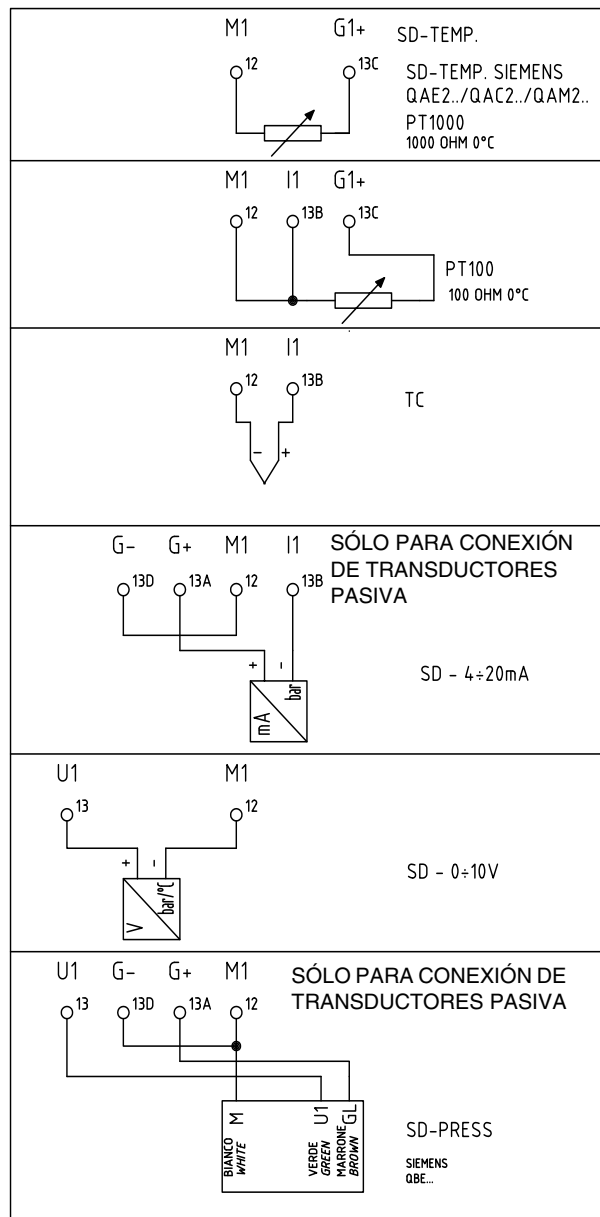 M1 G1+ SD-TEMP.
12 13C
SD-TEMP. SIEMENS
QAE2../QAC2../QAM2..
PT1000
1000 OHM 0°C
M1 I1 G1+
12 13B 13C
PT100
100 OHM 0°C
M1 I1
12 13B
TC
- +
G- G+ M1 I1
13D 13A 12 13B
SÓLO PARA CONEXIÓN
DE TRANSDUCTORES
PASIVA
+ -
mA bar
SD - 4÷20mA
U1 M1
13 12
+ -
V bar/°C
SD - 0÷10V
U1 G- G+ M1
13 13D 13A 12
SÓLO PARA CONEXIÓN DE
TRANSDUCTORES PASIVA
M U1 GL
BIANCO
WHITE
VERDE
GREEN
MARRONE
BROWN
SD-PRESS
SIEMENS
QBE...